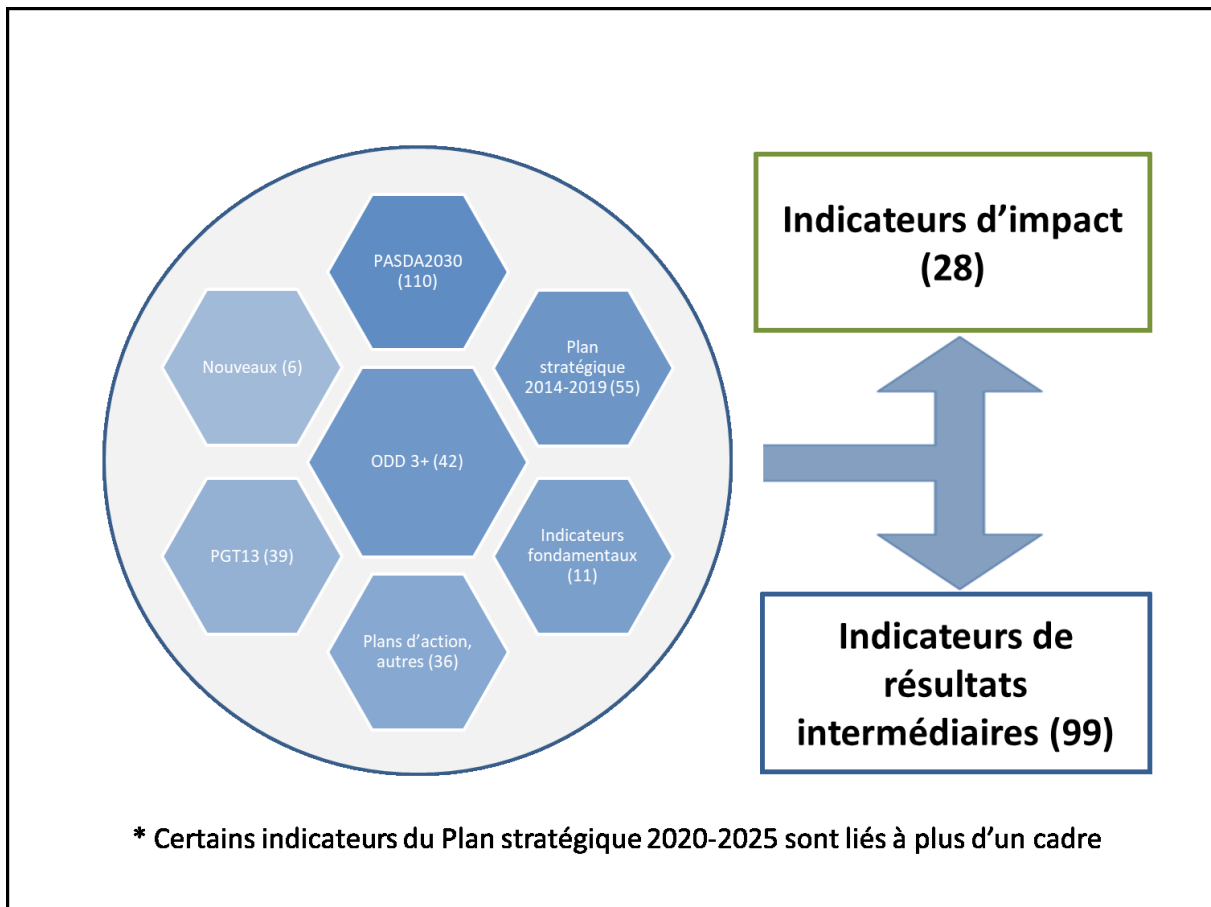 PASDA2030
(110)
Nouveaux (6)
Plan
stratégique
2014-2019 (55)
ODD 3+ (42)
PGT13 (39)
Indicateurs
fondamentaux
(11)
Plans d’action,
autres (36)
Indicateurs d’impact
(28)
Indicateurs de
résultats
intermédiaires (99)
* Certains indicateurs du Plan stratégique 2020-2025 sont liés à plus d’un cadre